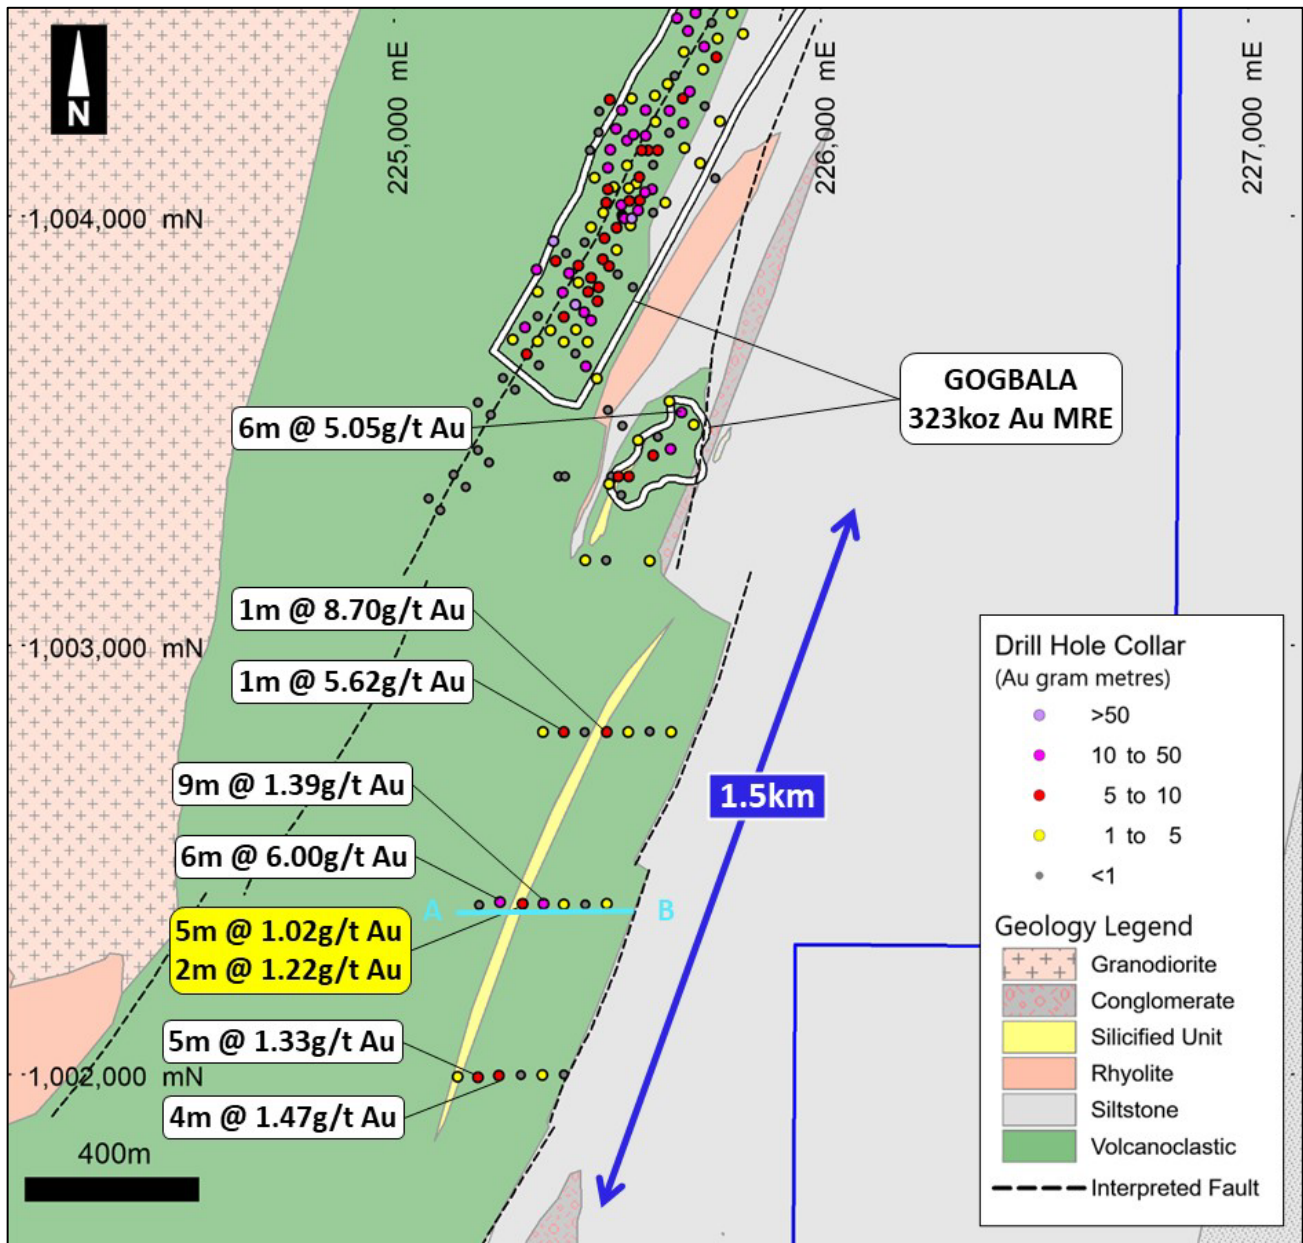 N
225,000 mE
226,000 mE
227,000 mE
1,004,000 mN
GOGBALA
323koz Au MRE
6m @ 5.05g/t Au
1m @ 8.70g/t Au
1,003,000 mN
1m @ 5.62g/t Au
9m @ 1.39g/t Au
1.5km
6m @ 6.00g/t Au
A B
5m @ 1.02g/t Au
2m @ 1.22g/t Au
5m @ 1.33g/t Au
1,002,000 mN
4m @ 1.47g/t Au
400m
Drill Hole Collar
(Au gram metres)
>50
10 to 50
5 to 10
1 to 5
<1
Geology Legend
Granodiorite
Conglomerate
Silicified Unit
Rhyolite
Siltstone
Volcanoclastic
Interpreted Fault